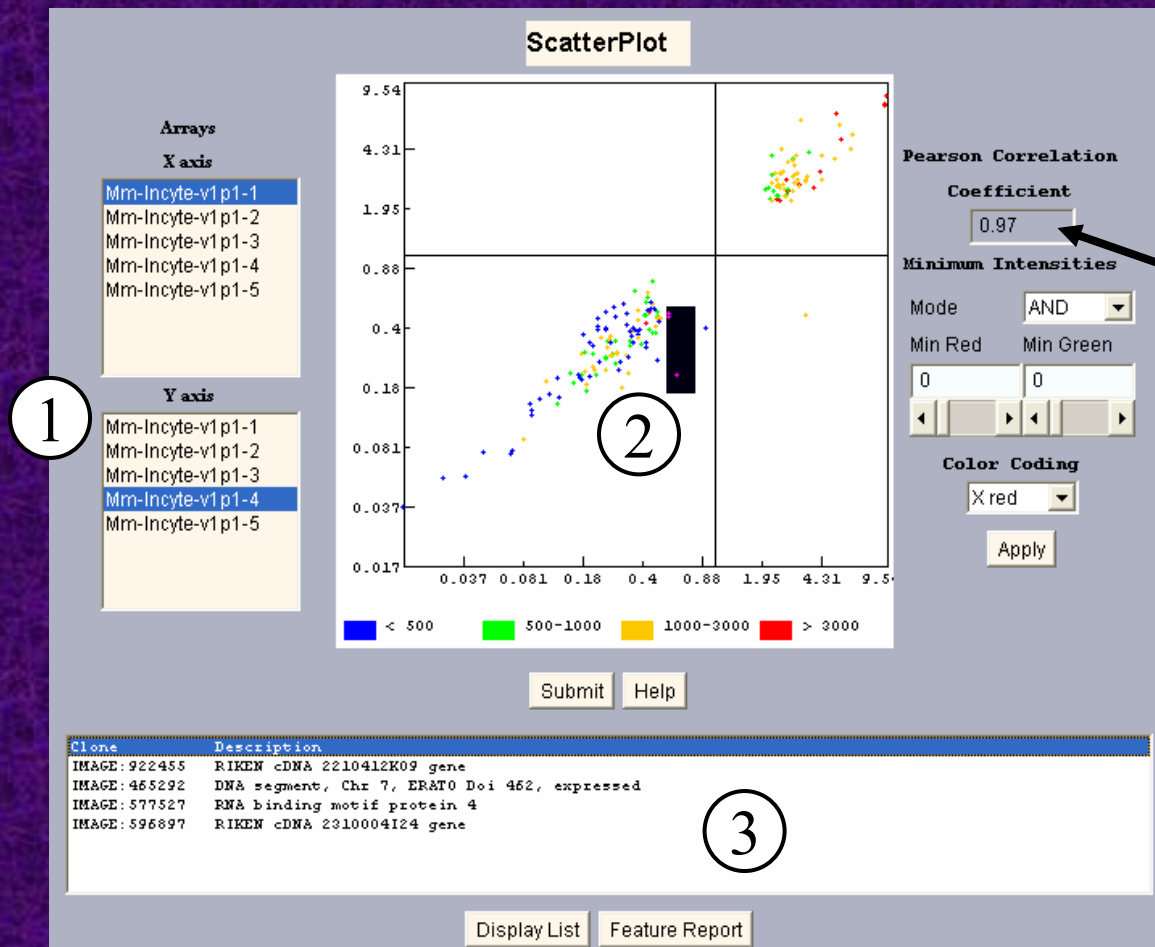 ScatterPlot
Arrays
X axis
Mm-Incyte-v1p1-1
Mm-Incyte-v1p1-2
Mm-Incyte-v1p1-3
Mm-Incyte-v1p1-4
Mm-Incyte-v1p1-5
1
Y axis
Mm-Incyte-v1p1-1
Mm-Incyte-v1p1-2
Mm-Incyte-v1p1-3
Mm-Incyte-v1p1-4
Mm-Incyte-v1p1-5
9.54
4.31
1.95
0.88
0.4
0.18
0.081
0.037
0.017
2
0.037 0.081 0.18 0.4 0.88 1.95 4.31 9.54
< 500 500-1000 1000-3000 > 3000
Pearson Correlation
Coefficient
0.97
Minimum Intensities
Mode AND
Min Red Min Green
0 0
Color Coding
X red
Apply
Submit Help
Clone Description
IMAGE:922455 RIKEN cDNA 2210412K09 gene
IMAGE:465292 DNA segment, Chr 7, ERATO Doi 462, expressed
IMAGE:577527 RNA binding motif protein 4
IMAGE:596897 RIKEN cDNA 2310004I24 gene
3
Display List Feature Report